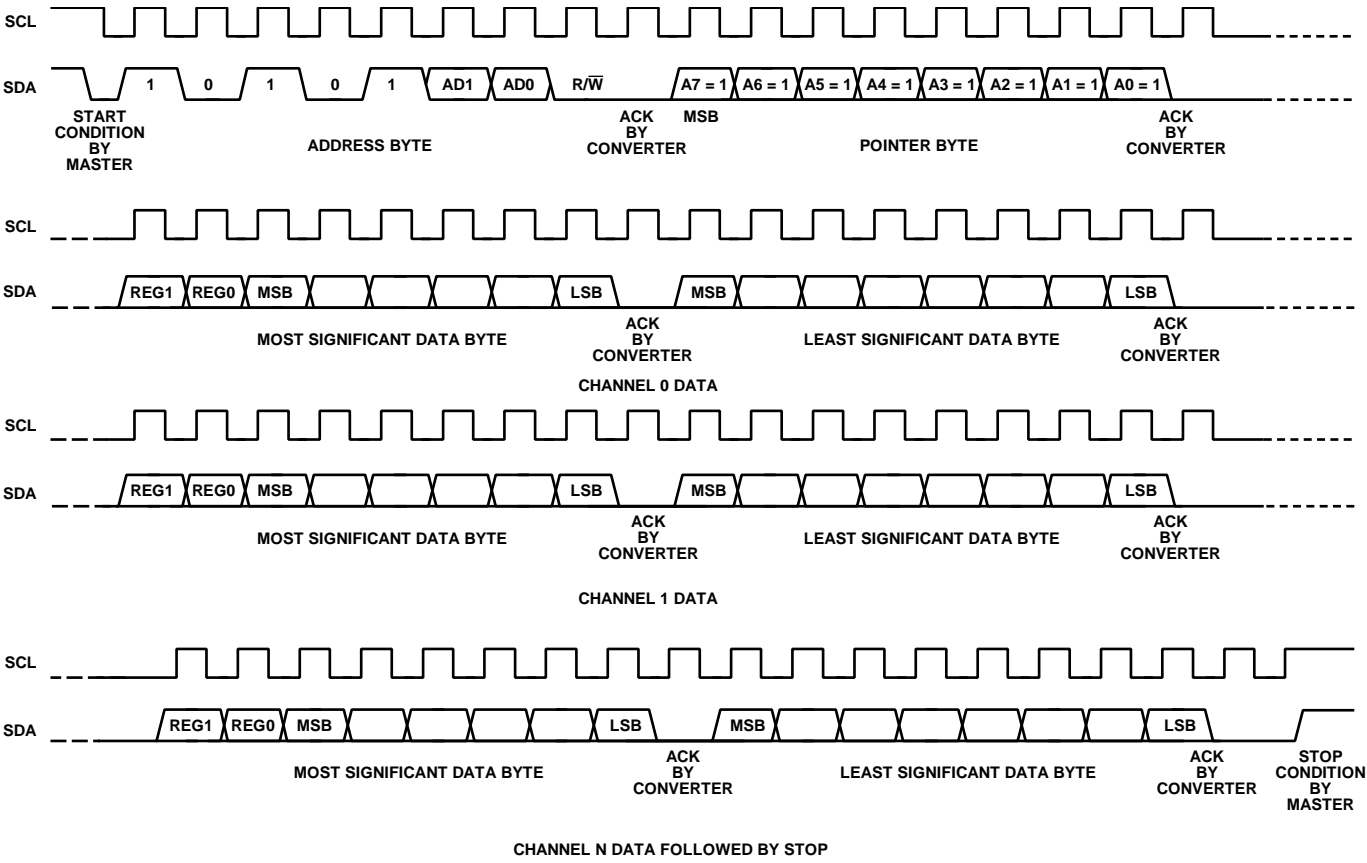 SCL
SDA 1 0 1 0 1 AD1 AD0 R/W̅ A7 = 1 A6 = 1 A5 = 1 A4 = 1 A3 = 1 A2 = 1 A1 = 1 A0 = 1
START CONDITION BY MASTER
ADDRESS BYTE
ACK BY CONVERTER
MSB
POINTER BYTE
ACK BY CONVERTER
SCL
SDA REG1 REG0 MSB LSB MSB LSB
MOST SIGNIFICANT DATA BYTE
ACK BY CONVERTER
LEAST SIGNIFICANT DATA BYTE
ACK BY CONVERTER
CHANNEL 0 DATA
SCL
SDA REG1 REG0 MSB LSB MSB LSB
MOST SIGNIFICANT DATA BYTE
ACK BY CONVERTER
LEAST SIGNIFICANT DATA BYTE
ACK BY CONVERTER
CHANNEL 1 DATA
SCL
SDA REG1 REG0 MSB LSB MSB LSB
MOST SIGNIFICANT DATA BYTE
ACK BY CONVERTER
LEAST SIGNIFICANT DATA BYTE
ACK BY CONVERTER
STOP CONDITION BY MASTER
CHANNEL N DATA FOLLOWED BY STOP